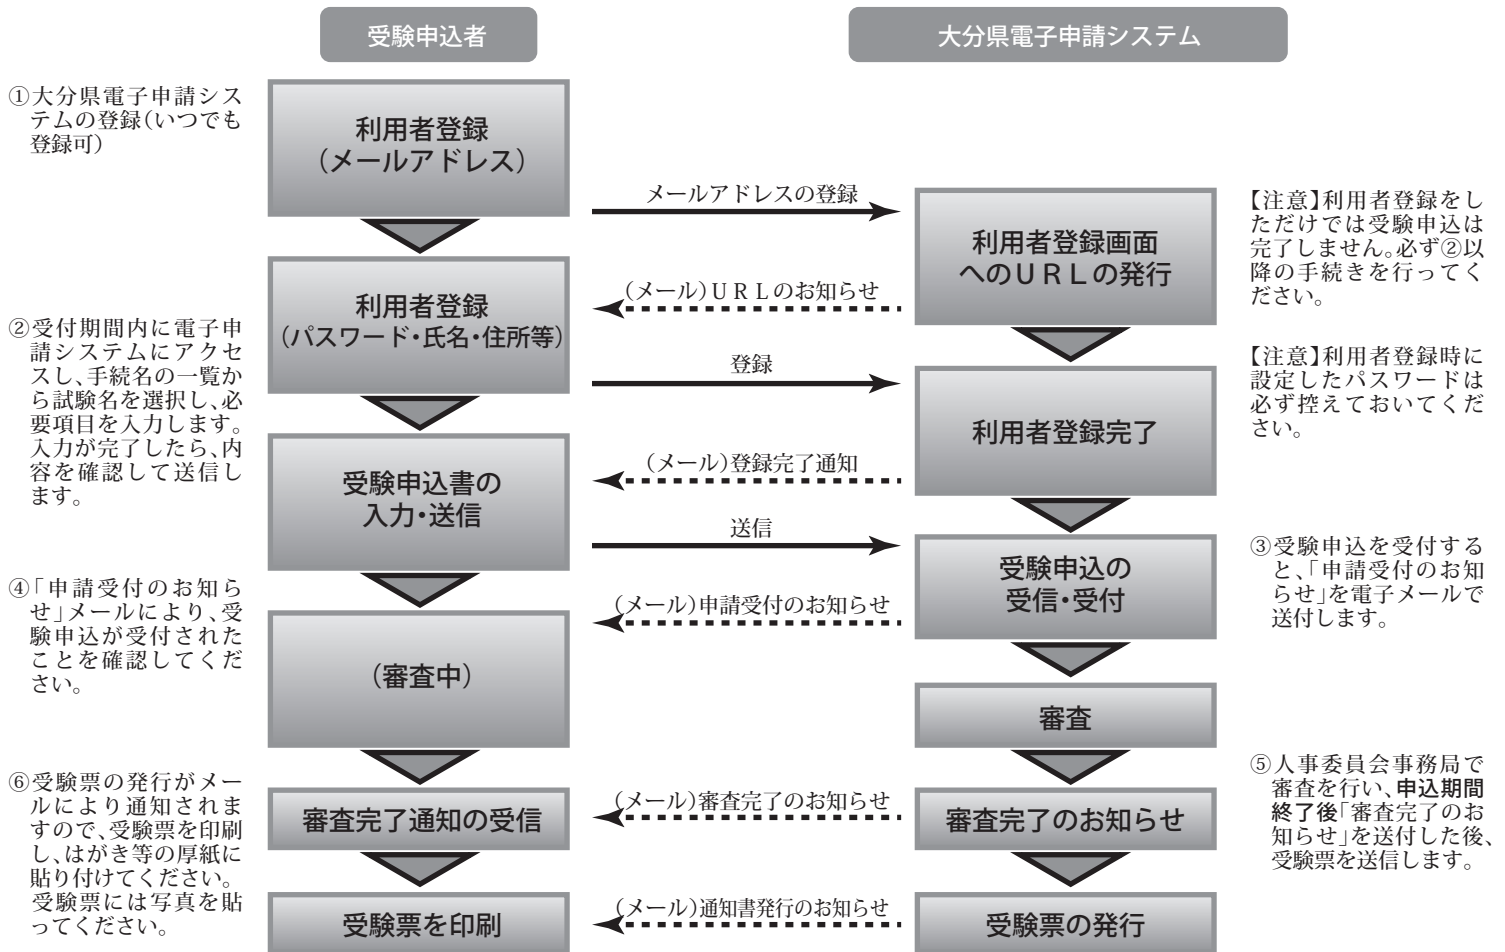 受験申込者
大分県電子申請システム
①大分県電子申請シス
テムの登録(いつでも
登録可)
利用者登録
(メールアドレス)
メールアドレスの登録
利用者登録画面
へのＵＲＬの発行
【注意】利用者登録をし
ただけでは受験申込は
完了しません。必ず②以
降の手続きを行ってく
ださい。
(メール)ＵＲＬのお知らせ
利用者登録
(パスワード・氏名・住所等)
②受付期間内に電子申
請システムにアクセ
スし、手続名の一覧か
ら試験名を選択し、必
要項目を入力します。
入力が完了したら、内
容を確認して送信し
ます。
登録
利用者登録完了
【注意】利用者登録時に
設定したパスワードは
必ず控えておいてくだ
さい。
(メール)登録完了通知
受験申込書の
入力・送信
送信
受験申込の
受信・受付
③受験申込を受付する
と、「申請受付のお知
らせ」を電子メールで
送付します。
④「申請受付のお知ら
せ」メールにより、受
験申込が受付された
ことを確認してくだ
さい。
(メール)申請受付のお知らせ
(審査中)
審査
⑤人事委員会事務局で
審査を行い、申込期間
終了後「審査完了のお
知らせ」を送付した後、
受験票を送信します。
⑥受験票の発行がメー
ルにより通知されま
すので、受験票を印刷
し、はがき等の厚紙に
貼り付けてください。
受験票には写真を貼
ってください。
審査完了通知の受信
(メール)審査完了のお知らせ
審査完了のお知らせ
受験票を印刷
(メール)通知書発行のお知らせ
受験票の発行